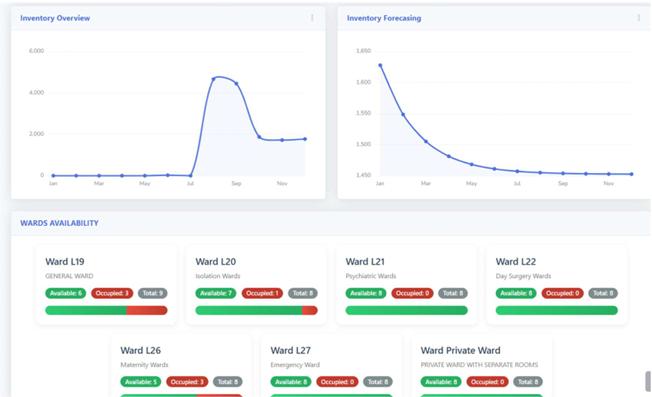 Inventory Overview
Inventory Forecasing
6,000
4,000
2,000
0
Jan Mar May Jul Sep Nov
1,650
1,600
1,550
1,500
1,450
Jan Mar May Jul Sep Nov
WARDS AVAILABILITY
Ward L19
GENERAL WARD
Available: 6 Occupied: 3 Total: 9
Ward L20
Isolation Wards
Available: 7 Occupied: 1 Total: 8
Ward L21
Psychiatric Wards
Available: 8 Occupied: 0 Total: 8
Ward L22
Day Surgery Wards
Available: 8 Occupied: 0 Total: 8
Ward L26
Maternity Wards
Available: 5 Occupied: 3 Total: 8
Ward L27
Emergency Ward
Available: 8 Occupied: 0 Total: 8
Ward Private Ward
PRIVATE WARD WITH SEPARATE ROOMS
Available: 8 Occupied: 0 Total: 8